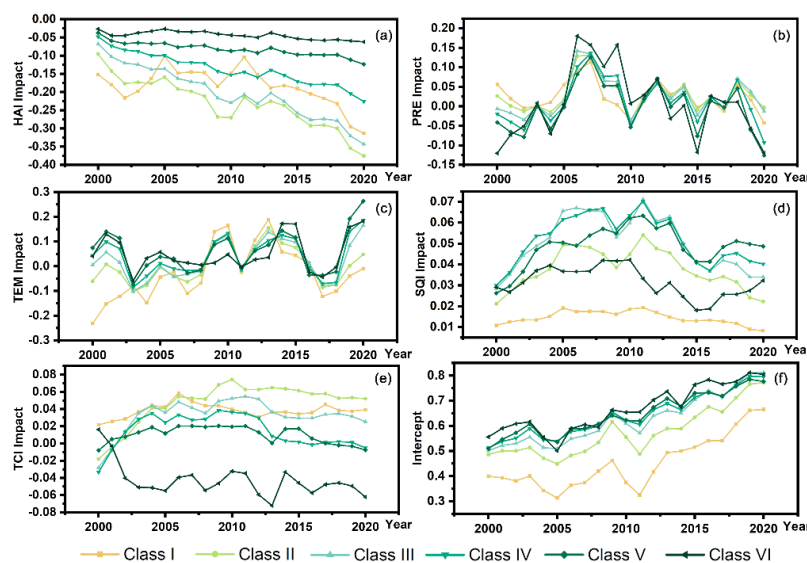 (a)
HAI Impact
0.00
-0.05
-0.10
-0.15
-0.20
-0.25
-0.30
-0.35
-0.40
2000 2005 2010 2015 2020 Year
(b)
PRE Impact
0.20
0.15
0.10
0.05
0.00
-0.05
-0.10
-0.15
2000 2005 2010 2015 2020 Year
(c)
TEM Impact
0.3
0.2
0.1
0.0
-0.1
-0.2
-0.3
2000 2005 2010 2015 2020 Year
(d)
SQI Impact
0.07
0.06
0.05
0.04
0.03
0.02
0.01
2000 2005 2010 2015 2020 Year
(e)
TCI Impact
0.08
0.06
0.04
0.02
0.00
-0.02
-0.04
-0.06
-0.08
2000 2005 2010 2015 2020 Year
(f)
Intercept
0.8
0.7
0.6
0.5
0.4
0.3
2000 2005 2010 2015 2020 Year
Class I Class II Class III Class IV Class V Class VI